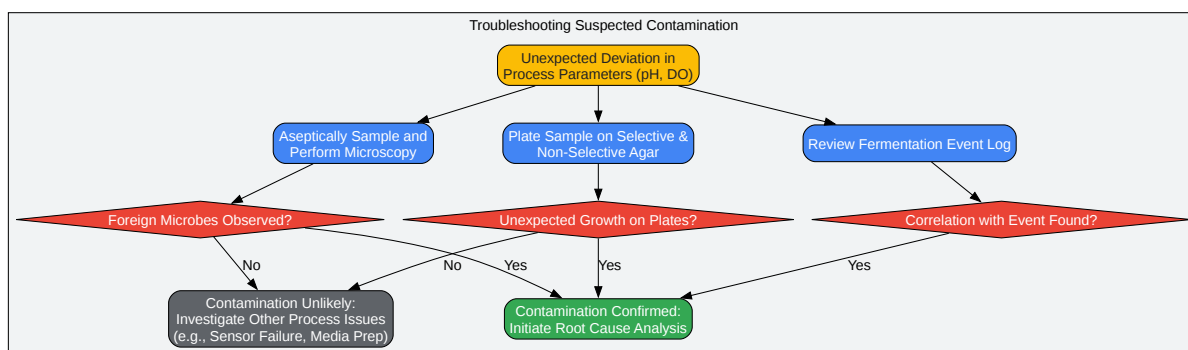 Troubleshooting Suspected Contamination
Unexpected Deviation in
Process Parameters (pH, DO)
Aseptically Sample and
Perform Microscopy
Plate Sample on Selective &
Non-Selective Agar
Review Fermentation Event Log
Foreign Microbes Observed?
Unexpected Growth on Plates?
Correlation with Event Found?
No
Yes
No
Yes
Yes
Contamination Unlikely:
Investigate Other Process Issues
(e.g., Sensor Failure, Media Prep)
Contamination Confirmed:
Initiate Root Cause Analysis